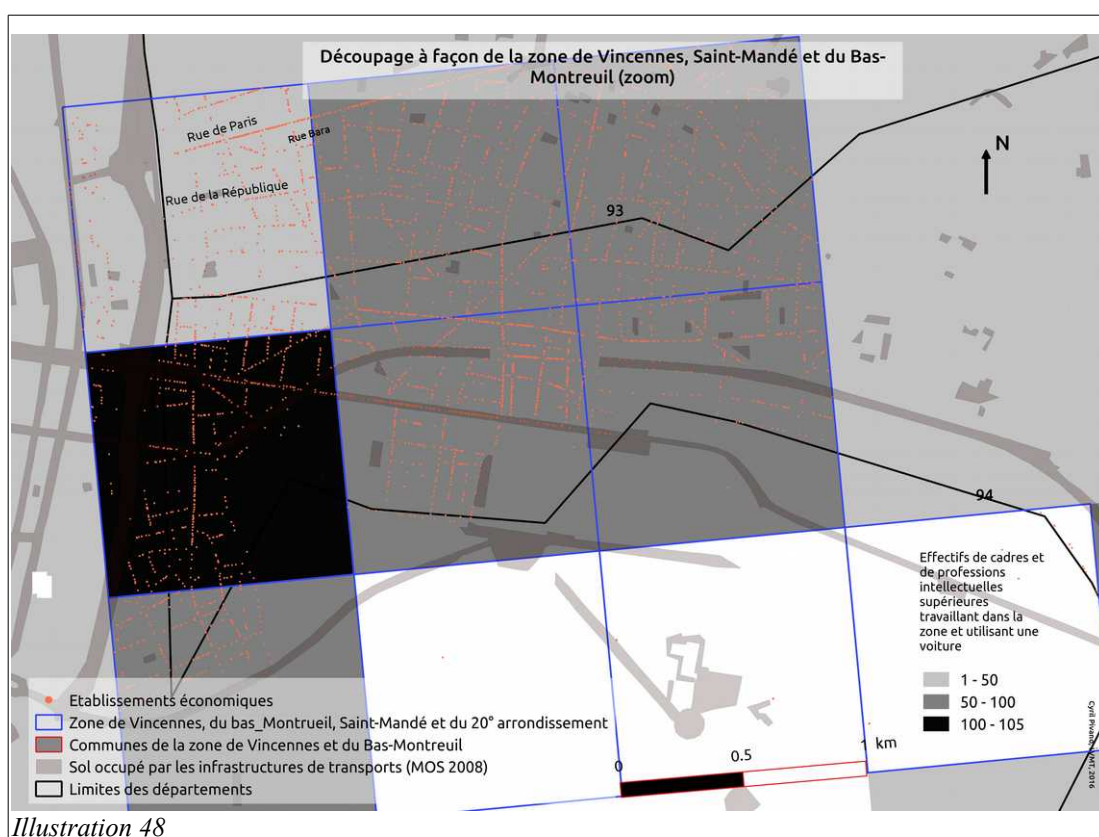 Découpage à façon de la zone de Vincennes, Saint-Mandé et du Bas-
Montreuil (zoom)
Rue de Paris
Rue Bara
Rue de la République
N
93
94
Effectifs de cadres et
de professions
intellectuelles
supérieures
travaillant dans la
zone et utilisant une
voiture
1 - 50
50 - 100
100 - 105
Etablissements économiques
Zone de Vincennes, du bas_Montrueil, Saint-Mandé et du 20° arrondissement
Communes de la zone de Vincennes et du Bas-Montreuil
Sol occupé par les infrastructures de transports (MOS 2008)
Limites des départements
0 0.5 1 km
Illustration 48